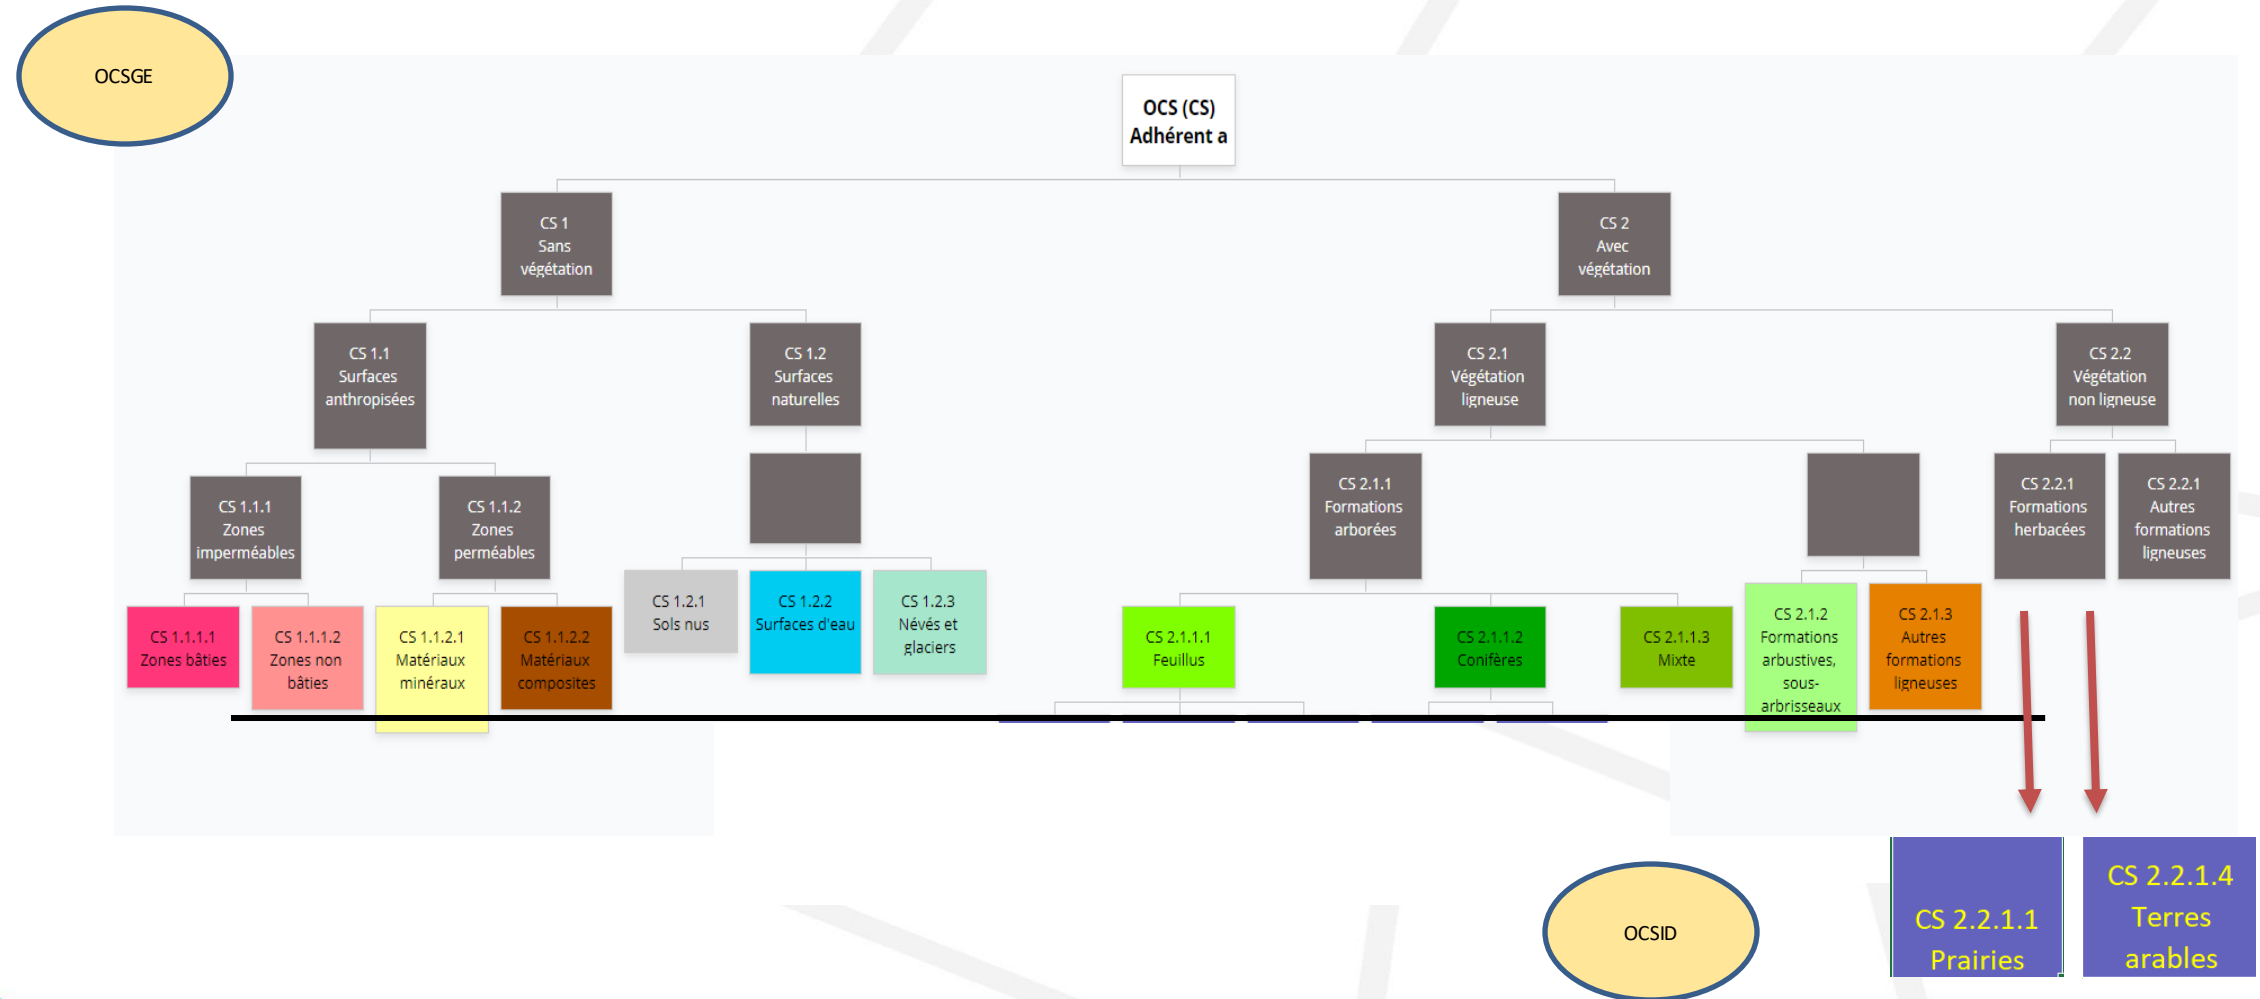 OCSGE
OCS (CS)
Adhérent a
CS 1
Sans
végétation
CS 2
Avec
végétation
CS 1.1
Surfaces
anthropisées
CS 1.2
Surfaces
naturelles
CS 2.1
Végétation
ligneuse
CS 2.2
Végétation
non ligneuse
CS 1.1.1
Zones
imperméables
CS 1.1.2
Zones
perméables
CS 2.1.1
Formations
arborées
CS 2.2.1
Formations
herbacées
CS 2.2.1
Autres
formations
ligneuses
CS 1.1.1.1
Zones bâties
CS 1.1.1.2
Zones non
bâties
CS 1.1.2.1
Matériaux
minéraux
CS 1.1.2.2
Matériaux
composites
CS 1.2.1
Sols nus
CS 1.2.2
Surfaces d'eau
CS 1.2.3
Névés et
glaciers
CS 2.1.1.1
Feuillus
CS 2.1.1.2
Conifères
CS 2.1.1.3
Mixte
CS 2.1.2
Formations
arbustives,
sous-
arbrisseaux
CS 2.1.3
Autres
formations
ligneuses
OCSID
CS 2.2.1.1
Prairies
CS 2.2.1.4
Terres
arables